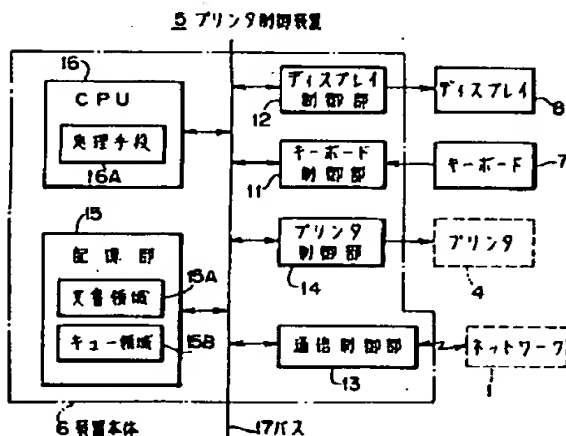 5 プリンタ制御装置
16
CPU
処理手段
16A
15
記憶部
文書領域
15A
キュー領域
15B
ディスプレイ
制御部
12
ディスプレイ
8
キーボード
制御部
11
キーボード
7
プリンタ
制御部
14
プリンタ
4
通信制御部
13
ネットワーク
1
6 装置本体
17バス